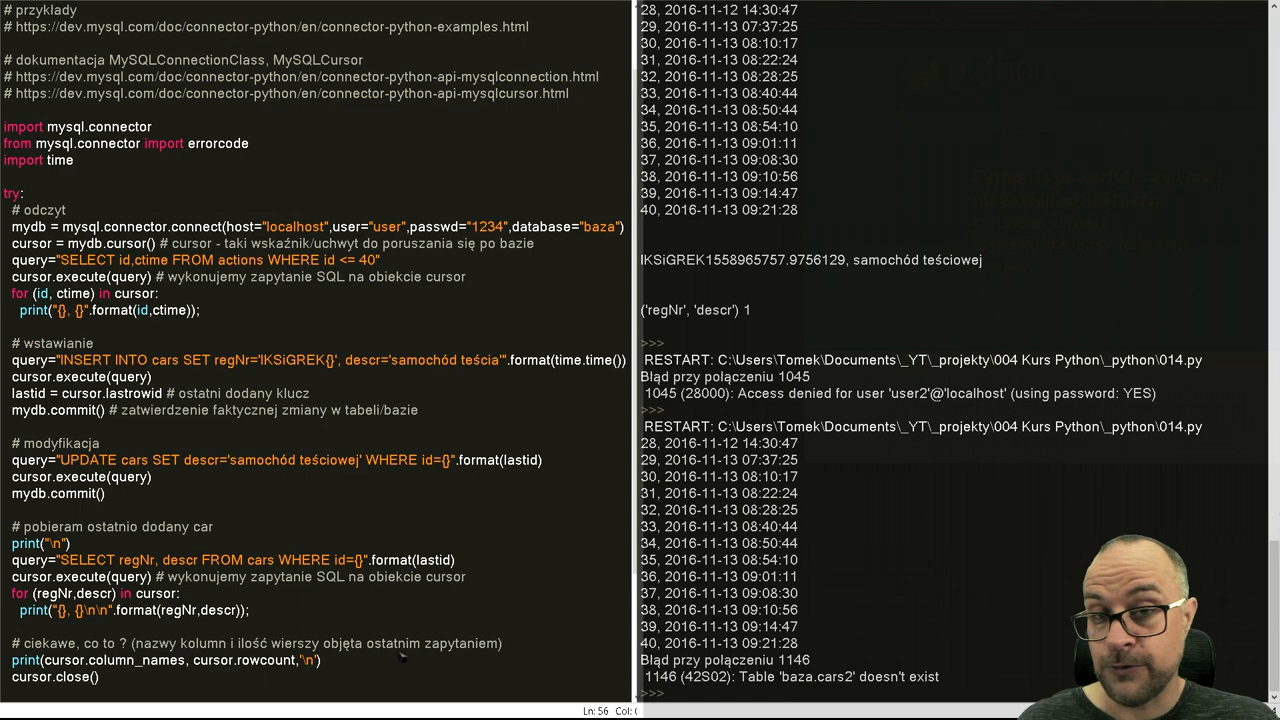 # przyklady
# https://dev.mysql.com/doc/connector-python/en/connector-python-examples.html
# dokumentacja MySQLConnectionClass, MySQLCursor
# https://dev.mysql.com/doc/connector-python/en/connector-python-api-mysqlconnection.html
# https://dev.mysql.com/doc/connector-python/en/connector-python-api-mysqlcursor.html
import mysql.connector
from mysql.connector import errorcode
import time
try:
# odczyt
mydb = mysql.connector.connect(host="localhost",user="user",passwd="1234",database="baza")
cursor = mydb.cursor() # cursor - taki wskaźnik/uchwyt do poruszania się po bazie
query="SELECT id,ctime FROM actions WHERE id <= 40"
cursor.execute(query) # wykonujemy zapytanie SQL na obiekcie cursor
for (id, ctime) in cursor:
print("{}, {}".format(id,ctime));
# wstawianie
query="INSERT INTO cars SET regNr='IKSiGREK{}', descr='samochód teścia'".format(time.time())
cursor.execute(query)
lastid = cursor.lastrowid # ostatni dodany klucz
mydb.commit() # zatwierdzenie faktycznej zmiany w tabeli/bazie
# modyfikacja
query="UPDATE cars SET descr='samochód teściowej' WHERE id={}".format(lastid)
cursor.execute(query)
mydb.commit()
# pobieram ostatnio dodany car
print("\n")
query="SELECT regNr, descr FROM cars WHERE id={}".format(lastid)
cursor.execute(query) # wykonujemy zapytanie SQL na obiekcie cursor
for (regNr,descr) in cursor:
print("{}, {}\n\n".format(regNr,descr));
# ciekawe, co to ? (nazwy kolumn i ilość wierszy objęta ostatnim zapytaniem)
print(cursor.column_names, cursor.rowcount,'\n')
cursor.close()
28, 2016-11-12 14:30:47
29, 2016-11-13 07:37:25
30, 2016-11-13 08:10:17
31, 2016-11-13 08:22:24
32, 2016-11-13 08:28:25
33, 2016-11-13 08:40:44
34, 2016-11-13 08:50:44
35, 2016-11-13 08:54:10
36, 2016-11-13 09:01:11
37, 2016-11-13 09:08:30
38, 2016-11-13 09:10:56
39, 2016-11-13 09:14:47
40, 2016-11-13 09:21:28
IKSiGREK1558965757.9756129, samochód teściowej
('regNr', 'descr') 1
>>>
RESTART: C:\Users\Tomek\Documents\_YT\_projekty\004 Kurs Python\_python\014.py
Błąd przy połączeniu 1045
1045 (28000): Access denied for user 'user2'@'localhost' (using password: YES)
>>>
RESTART: C:\Users\Tomek\Documents\_YT\_projekty\004 Kurs Python\_python\014.py
28, 2016-11-12 14:30:47
29, 2016-11-13 07:37:25
30, 2016-11-13 08:10:17
31, 2016-11-13 08:22:24
32, 2016-11-13 08:28:25
33, 2016-11-13 08:40:44
34, 2016-11-13 08:50:44
35, 2016-11-13 08:54:10
36, 2016-11-13 09:01:11
37, 2016-11-13 09:08:30
38, 2016-11-13 09:10:56
39, 2016-11-13 09:14:47
40, 2016-11-13 09:21:28
Błąd przy połączeniu 1146
1146 (42S02): Table 'baza.cars2' doesn't exist
>>>
Ln: 56 Col: